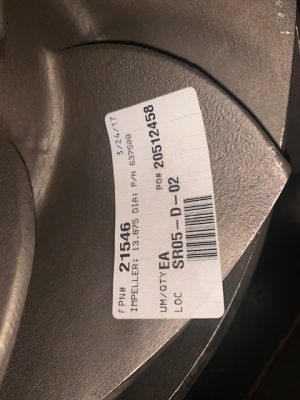 3/24/17
FPN# 21546
IMPELLER: 13.875 DIA: P/N 637508
PO# 20512458
UM/QTY EA
LOC SR05-D-02